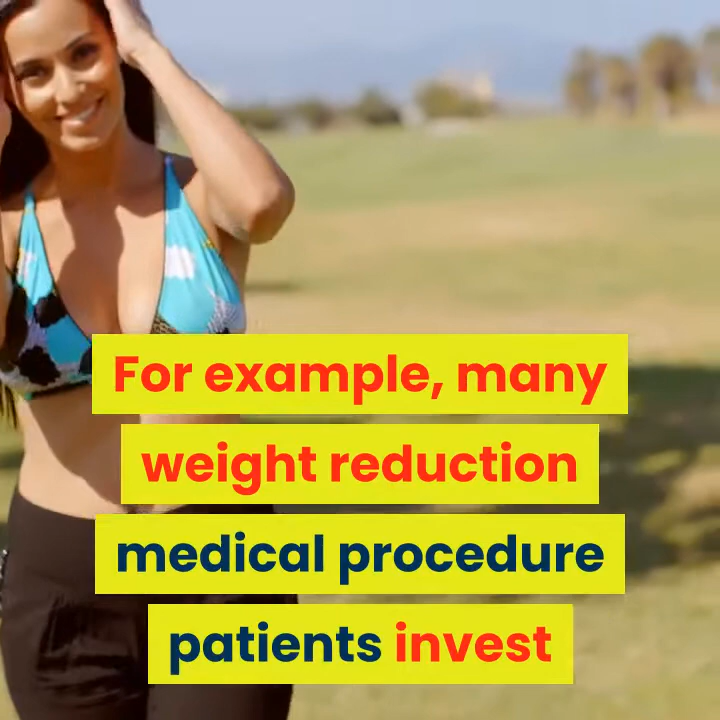 For example, many
weight reduction
medical procedure
patients invest